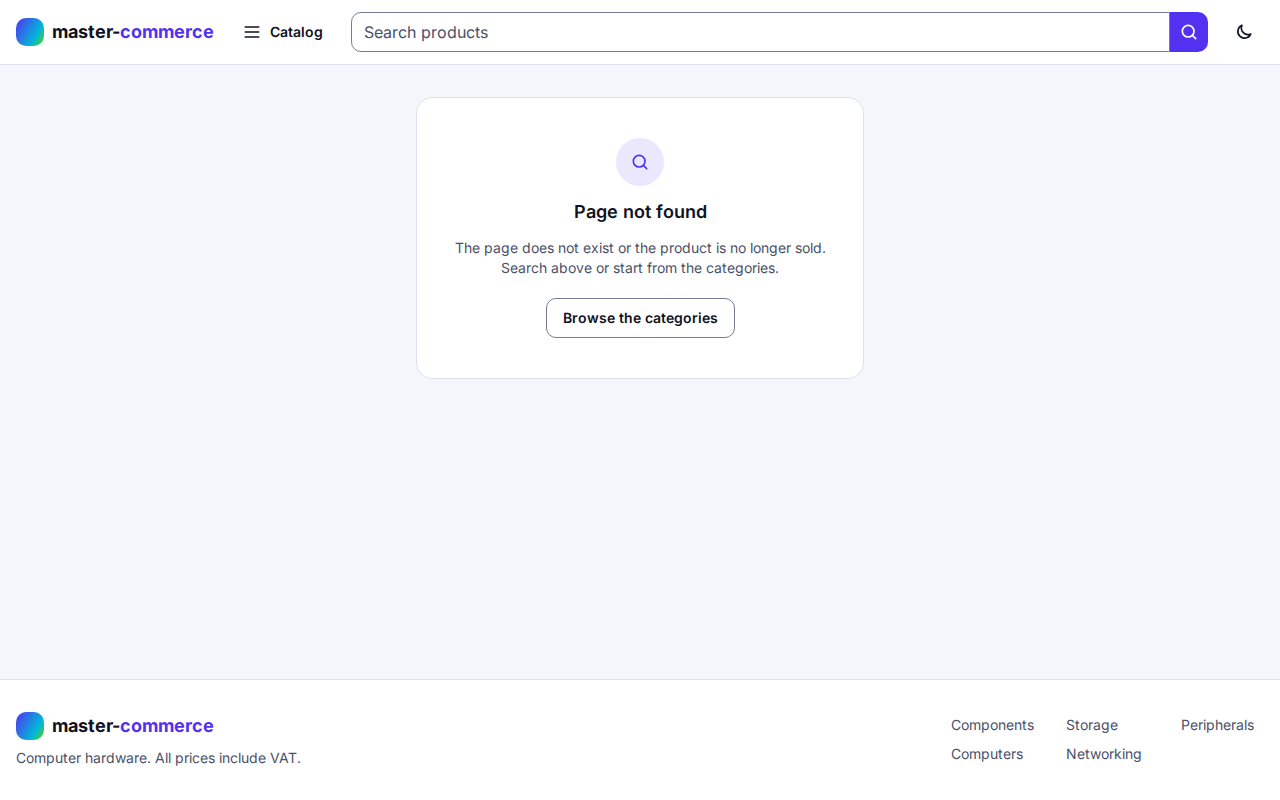 master-commerce
Catalog
Search products
Page not found
The page does not exist or the product is no longer sold.
Search above or start from the categories.
Browse the categories
master-commerce
Computer hardware. All prices include VAT.
Components
Storage
Peripherals
Computers
Networking